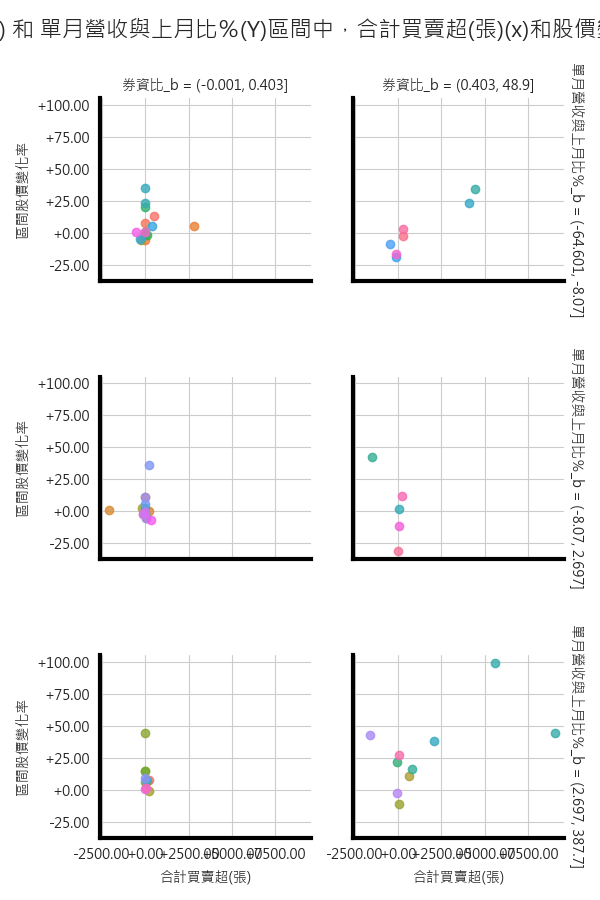 ) 和 單月營收與上月比%(Y)區間中，合計買賣超(張)(x)和股價
券資比_b = (-0.001, 0.403]
券資比_b = (0.403, 48.9]
+100.00
+75.00
+50.00
+25.00
+0.00
-25.00
區間股價變化率
單月營收與上月比%_b = (-64.601, -8.07]
+100.00
+75.00
+50.00
+25.00
+0.00
-25.00
區間股價變化率
單月營收與上月比%_b = (-8.07, 2.697]
+100.00
+75.00
+50.00
+25.00
+0.00
-25.00
區間股價變化率
單月營收與上月比%_b = (2.697, 387.7]
-2500.00 +0.00 +2500.00 +5000.00 +7500.00
-2500.00 +0.00 +2500.00 +5000.00 +7500.00
合計買賣超(張)
合計買賣超(張)